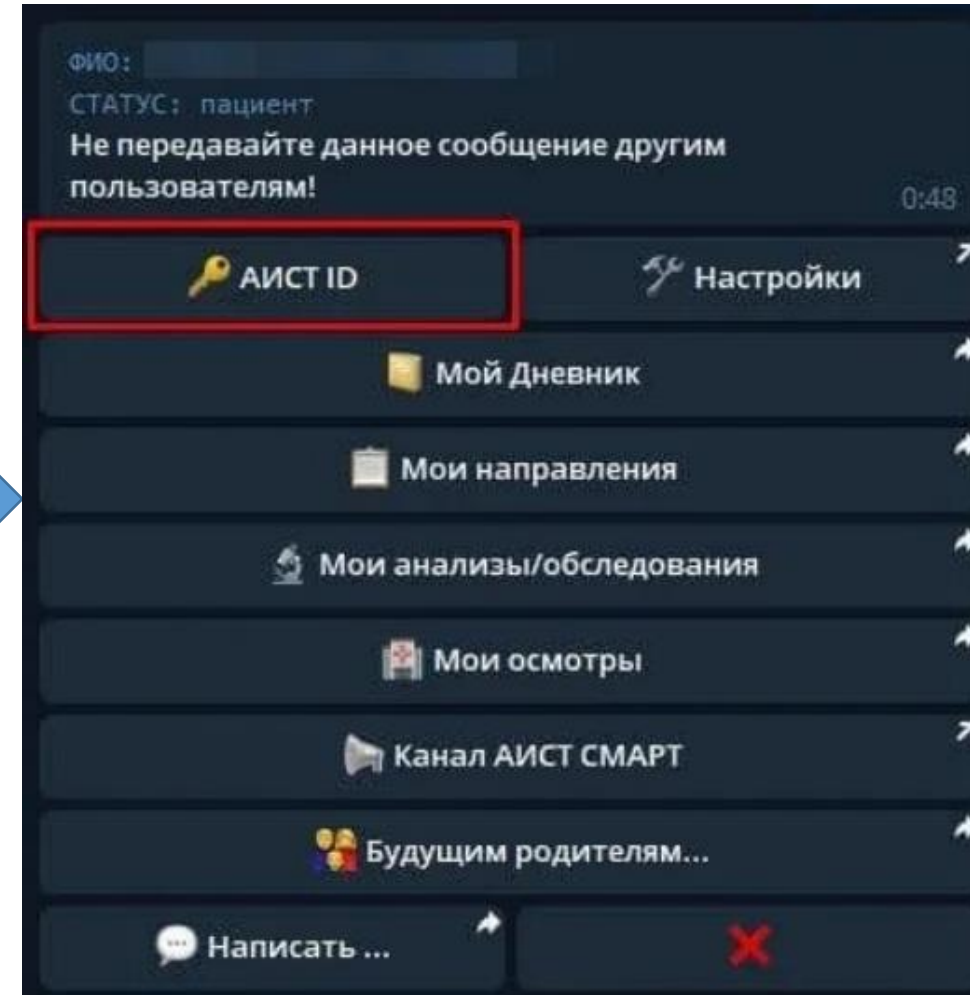 ФИО:
СТАТУС: пациент
Не передавайте данное сообщение другим
пользователям!
0:48
АИСТ ID
Настройки
Мой Дневник
Мои направления
Мои анализы/обследования
Мои осмотры
Канал АИСТ СМАРТ
Будущим родителям...
Написать ...